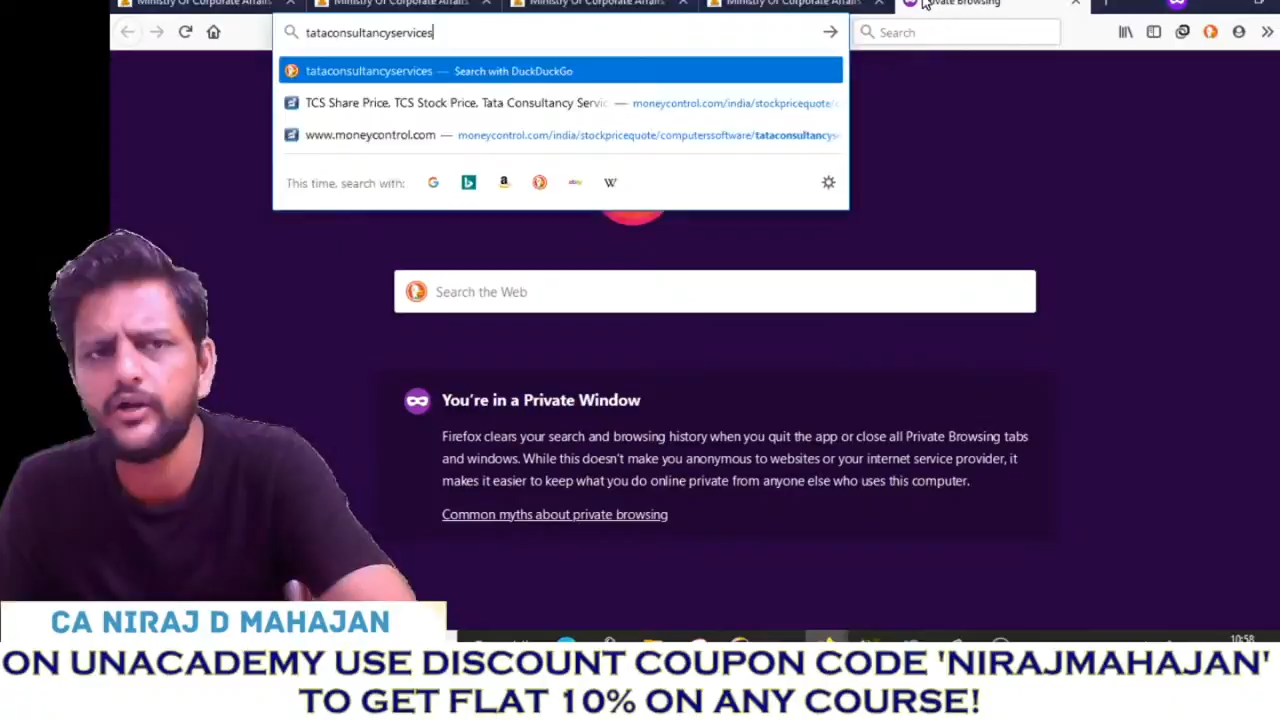 Ministry Of Corporate Affairs
Ministry Of Corporate Affairs
Ministry Of Corporate Affairs
Ministry Of Corporate Affairs
Private Browsing
tataconsultancyservices
Search
tataconsultancyservices — Search with DuckDuckGo
TCS Share Price, TCS Stock Price, Tata Consultancy Servic — moneycontrol.com/india/stockpricequote/
www.moneycontrol.com — moneycontrol.com/india/stockpricequote/computerssoftware/tataconsultancys
This time, search with:
Search the Web
You're in a Private Window
Firefox clears your search and browsing history when you quit the app or close all Private Browsing tabs
and windows. While this doesn't make you anonymous to websites or your internet service provider, it
makes it easier to keep what you do online private from anyone else who uses this computer.
Common myths about private browsing
10:58
CA NIRAJ D MAHAJAN
ON UNACADEMY USE DISCOUNT COUPON CODE 'NIRAJMAHAJAN'
TO GET FLAT 10% ON ANY COURSE!